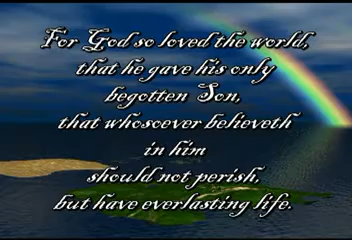 For God so loved the world,
that he gave his only
begotten Son,
that whosoever believeth
in him
should not perish,
but have everlasting life.